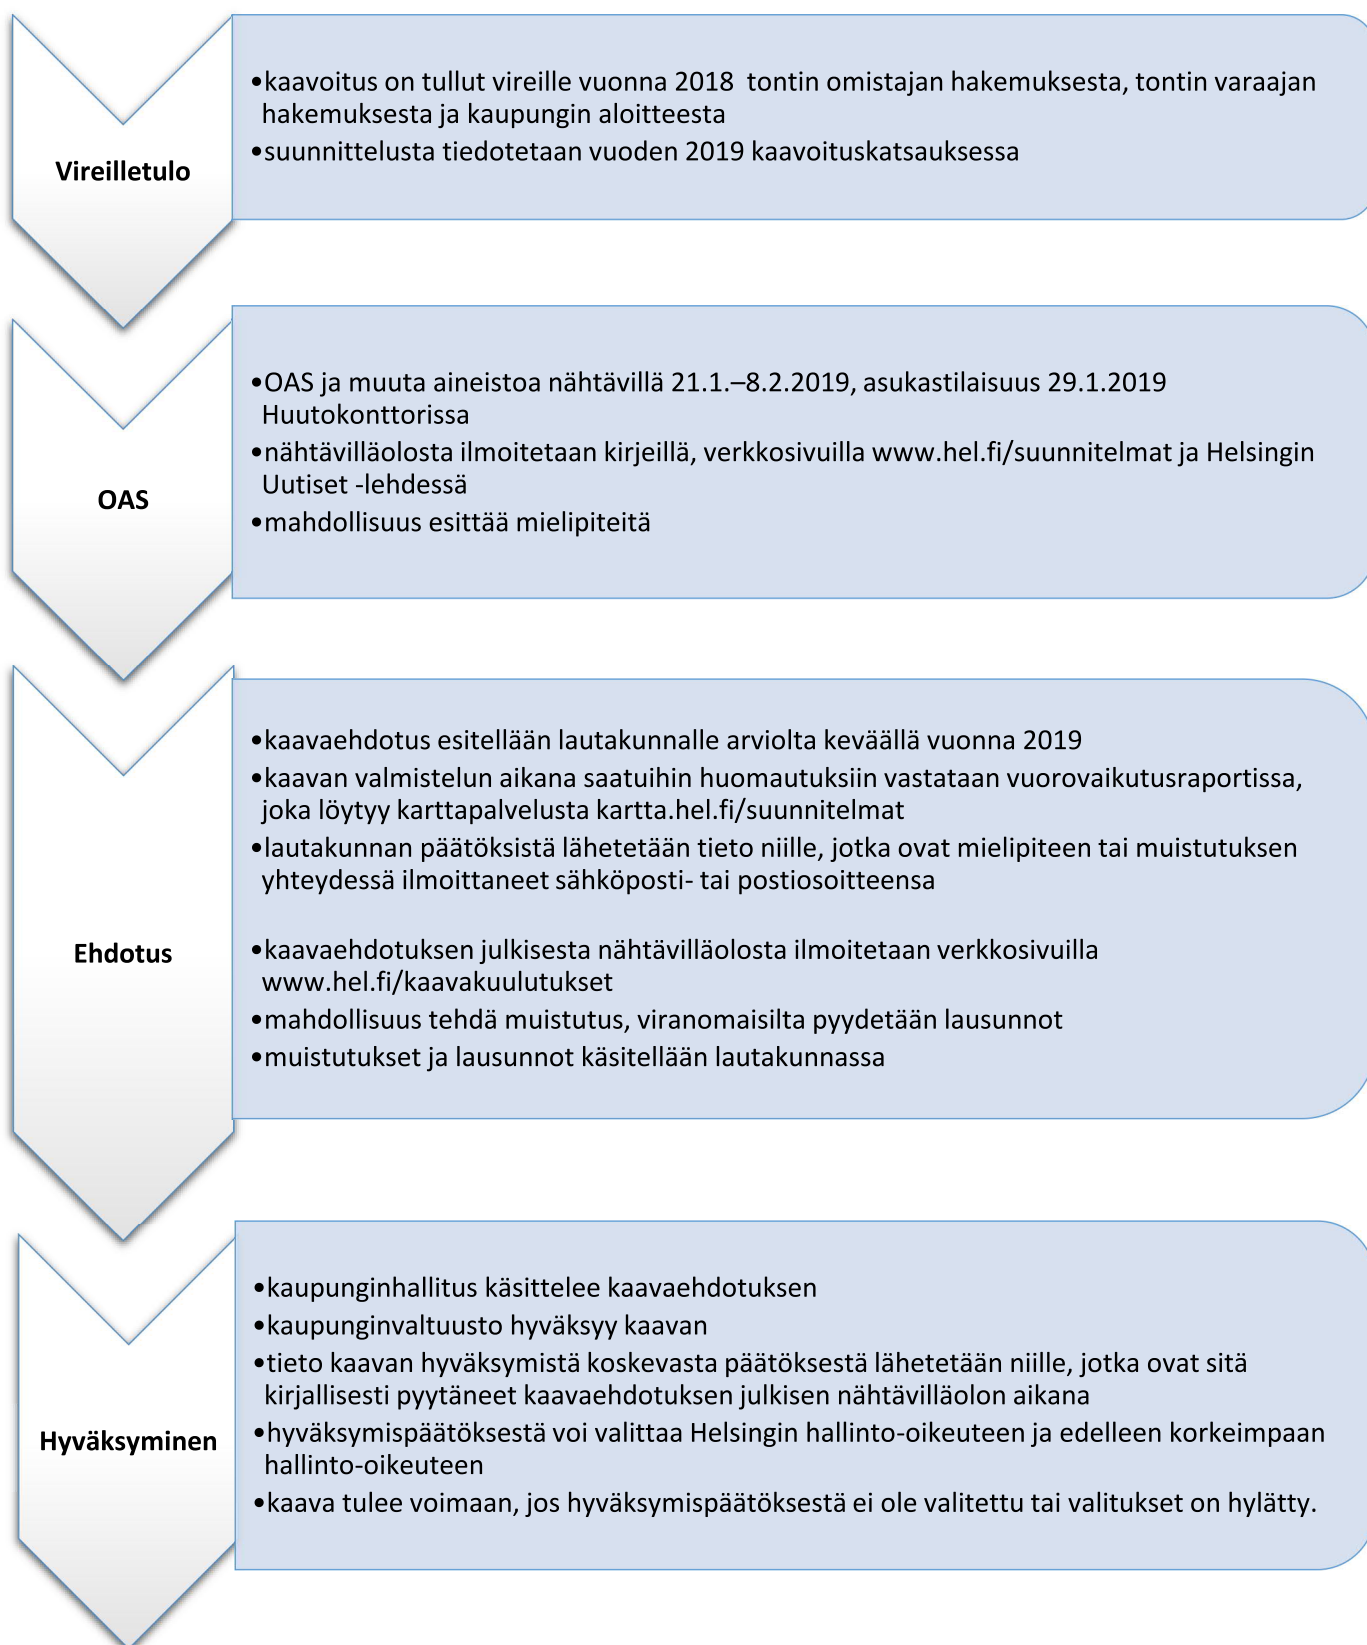 Vireilletulo
•kaavoitus on tullut vireille vuonna 2018 tontin omistajan hakemuksesta, tontin varaajan
hakemuksesta ja kaupungin aloitteesta
•suunnittelusta tiedotetaan vuoden 2019 kaavoituskatsauksessa
OAS
•OAS ja muuta aineistoa nähtävillä 21.1.–8.2.2019, asukastilaisuus 29.1.2019
Huutokonttorissa
•nähtävilläolosta ilmoitetaan kirjeillä, verkkosivuilla www.hel.fi/suunnitelmat ja Helsingin
Uutiset -lehdessä
•mahdollisuus esittää mielipiteitä
Ehdotus
•kaavaehdotus esitellään lautakunnalle arviolta keväällä vuonna 2019
•kaavan valmistelun aikana saatuihin huomautuksiin vastataan vuorovaikutusraportissa,
joka löytyy karttapalvelusta kartta.hel.fi/suunnitelmat
•lautakunnan päätöksistä lähetetään tieto niille, jotka ovat mielipiteen tai muistutuksen
yhteydessä ilmoittaneet sähköposti- tai postiosoitteensa
•kaavaehdotuksen julkisesta nähtävilläolosta ilmoitetaan verkkosivuilla
www.hel.fi/kaavakuulutukset
•mahdollisuus tehdä muistutus, viranomaisilta pyydetään lausunnot
•muistutukset ja lausunnot käsitellään lautakunnassa
Hyväksyminen
•kaupunginhallitus käsittelee kaavaehdotuksen
•kaupunginvaltuusto hyväksyy kaavan
•tieto kaavan hyväksymistä koskevasta päätöksestä lähetetään niille, jotka ovat sitä
kirjallisesti pyytäneet kaavaehdotuksen julkisen nähtävilläolon aikana
•hyväksymispäätöksestä voi valittaa Helsingin hallinto-oikeuteen ja edelleen korkeimpaan
hallinto-oikeuteen
•kaava tulee voimaan, jos hyväksymispäätöksestä ei ole valitettu tai valitukset on hylätty.